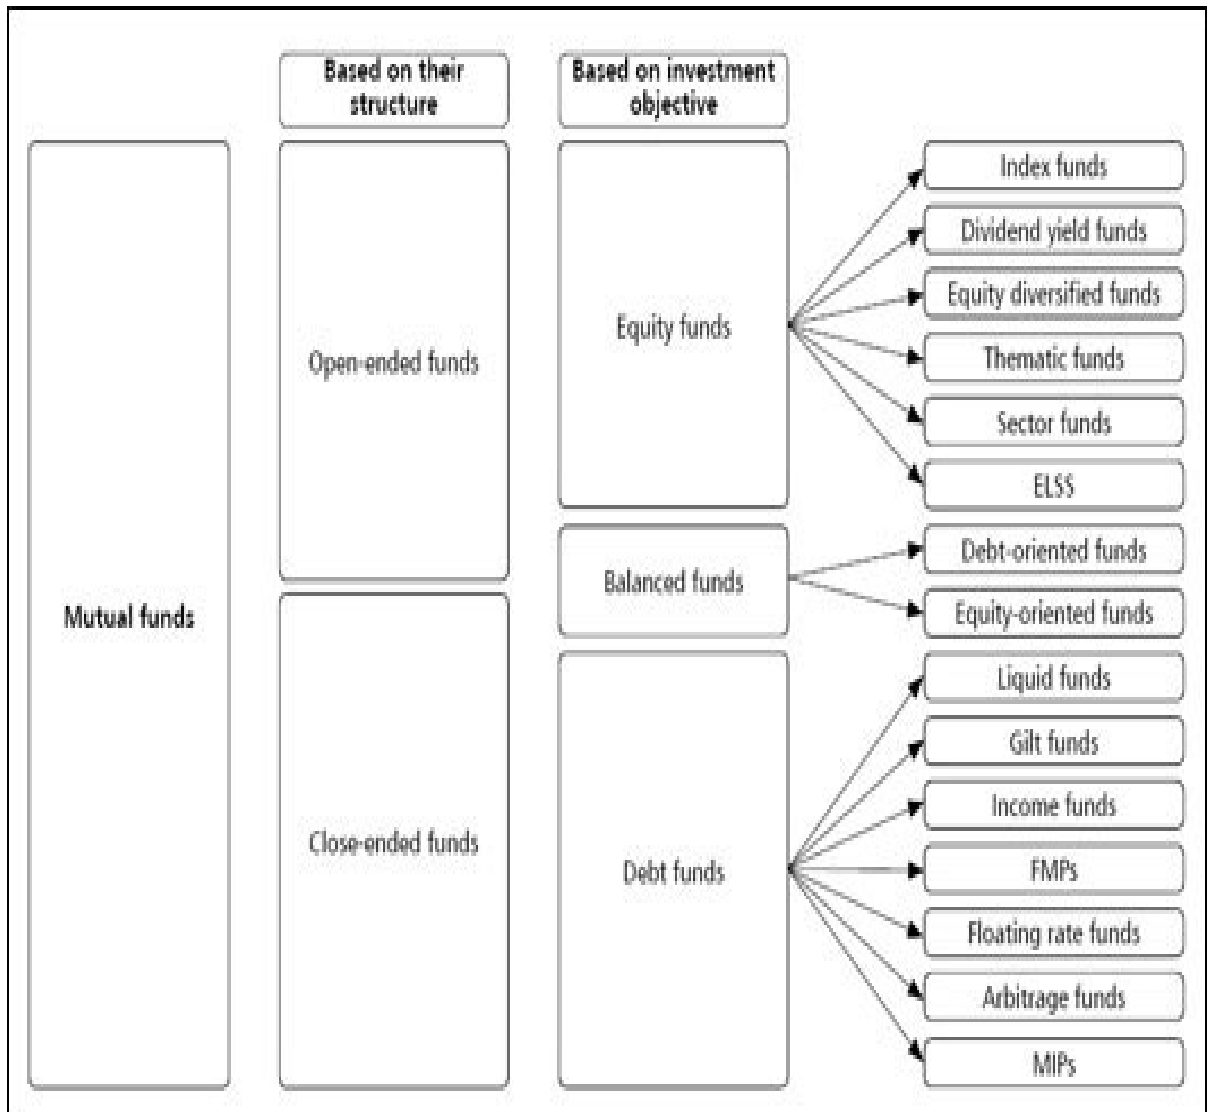 Based on their
structure
Based on investment
objective
Mutual funds
Open-ended funds
Close-ended funds
Equity funds
Balanced funds
Debt funds
Index funds
Dividend yield funds
Equity diversified funds
Thematic funds
Sector funds
ELSS
Debt-oriented funds
Equity-oriented funds
Liquid funds
Gilt funds
Income funds
FMPs
Floating rate funds
Arbitrage funds
MIPs